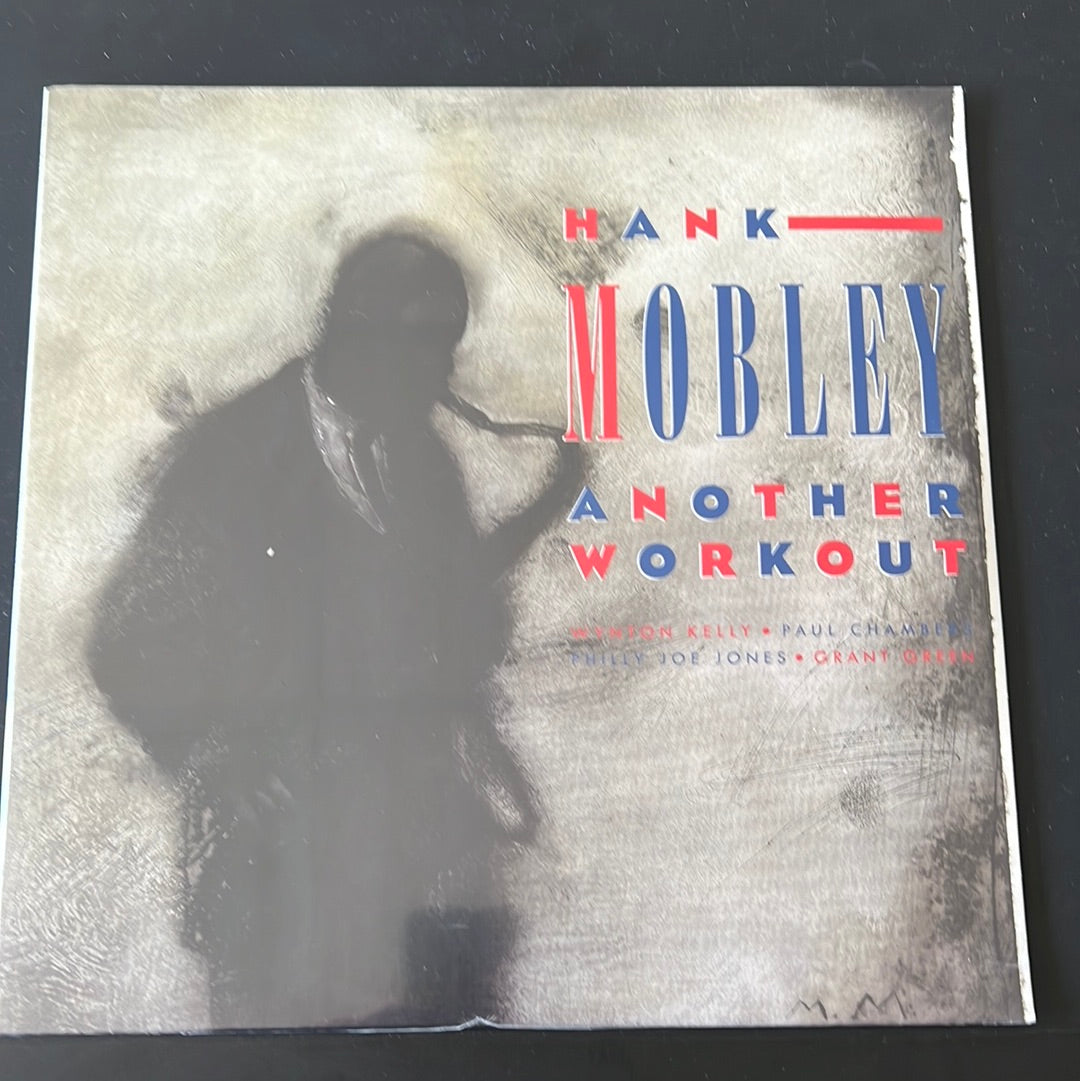 HANK
MOBLEY
ANOTHER
WORKOUT
WYNTON KELLY • PAUL CHAMBERS
PHILLY JOE JONES • GRANT GREEN
M. M.